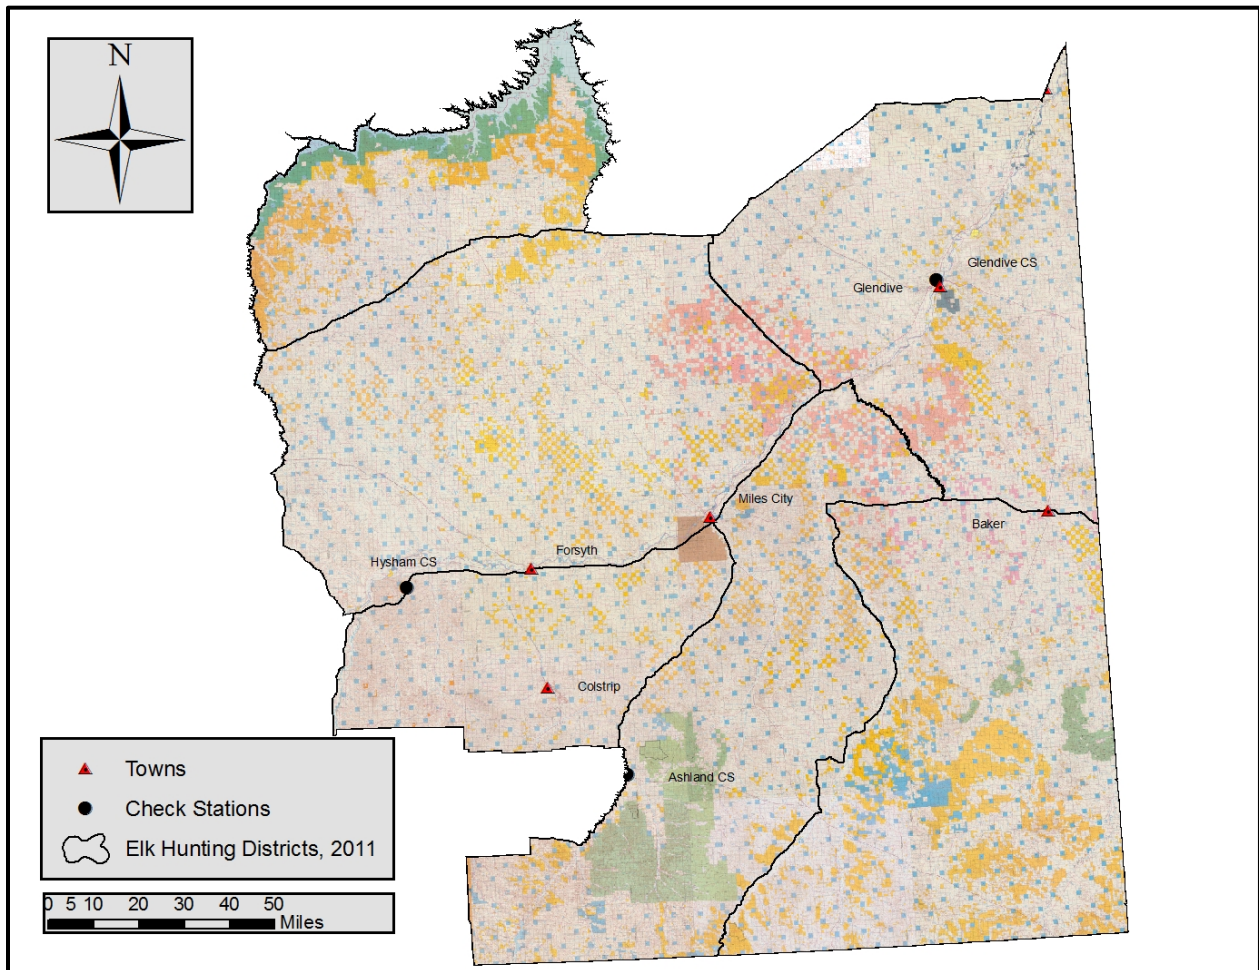 N
Glendive CS
Glendive
Miles City
Baker
Forsyth
Hysham CS
Colstrip
Ashland CS
Towns
Check Stations
Elk Hunting Districts, 2011
0 5 10 20 30 40 50
Miles